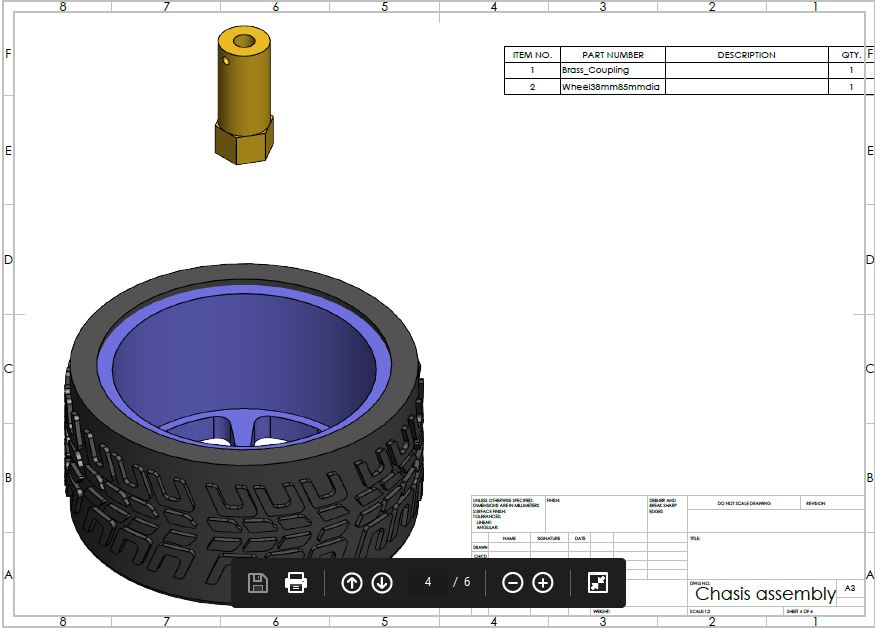 8 7 6 5 4 3 2 1
F F
E E
D D
C C
B B
A A
ITEM NO. PART NUMBER DESCRIPTION QTY.
1 Brass_Coupling 1
2 Wheel38mm85mmdia 1
UNLESS OTHERWISE SPECIFIED:
DIMENSIONS ARE IN MILLIMETERS
SURFACE FINISH:
TOLERANCES:
LINEAR:
ANGULAR:
FINISH:
DEBURR AND
BREAK SHARP
EDGES
DO NOT SCALE DRAWING
REVISION
NAME SIGNATURE DATE
DRAWN
CHK'D
TITLE:
DWG NO.
Chasis assembly
A3
WEIGHT:
SCALE:1:2
SHEET 4 OF 6
4 / 6
8 7 6 5 4 3 2 1